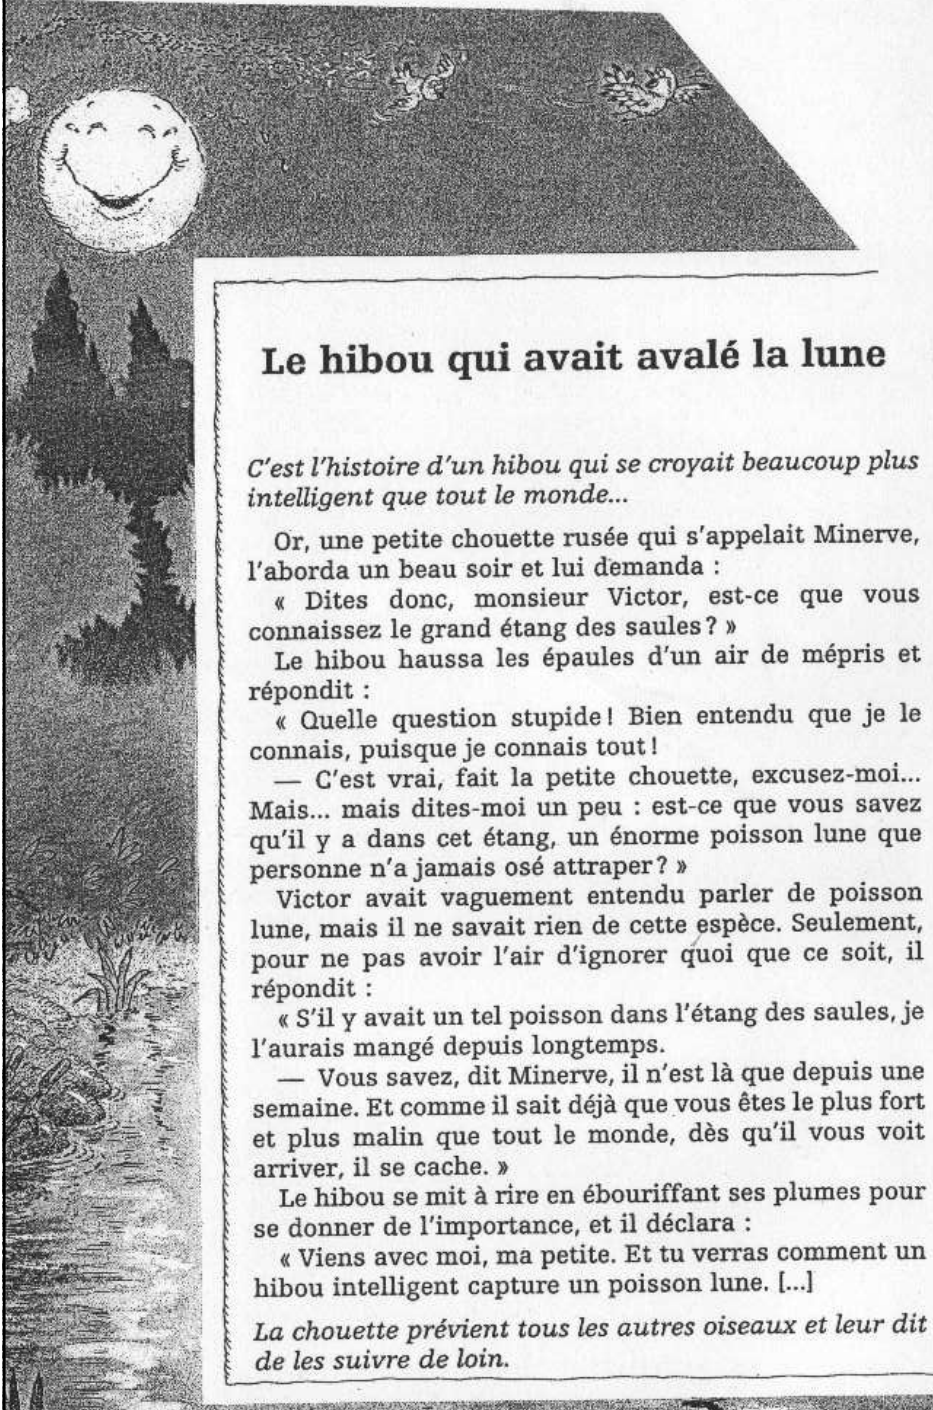 Le hibou qui avait avalé la lune
C'est l'histoire d'un hibou qui se croyait beaucoup plus
intelligent que tout le monde...
Or, une petite chouette rusée qui s'appelait Minerve,
l'aborda un beau soir et lui demanda :
« Dites donc, monsieur Victor, est-ce que vous
connaissez le grand étang des saules? »
Le hibou haussa les épaules d'un air de mépris et
répondit :
« Quelle question stupide! Bien entendu que je le
connais, puisque je connais tout!
— C'est vrai, fait la petite chouette, excusez-moi...
Mais... mais dites-moi un peu : est-ce que vous savez
qu'il y a dans cet étang, un énorme poisson lune que
personne n'a jamais osé attraper? »
Victor avait vaguement entendu parler de poisson
lune, mais il ne savait rien de cette espèce. Seulement,
pour ne pas avoir l'air d'ignorer quoi que ce soit, il
répondit :
« S'il y avait un tel poisson dans l'étang des saules, je
l'aurais mangé depuis longtemps.
— Vous savez, dit Minerve, il n'est là que depuis une
semaine. Et comme il sait déjà que vous êtes le plus fort
et plus malin que tout le monde, dès qu'il vous voit
arriver, il se cache. »
Le hibou se mit à rire en ébouriffant ses plumes pour
se donner de l'importance, et il déclara :
« Viens avec moi, ma petite. Et tu verras comment un
hibou intelligent capture un poisson lune. [...]
La chouette prévient tous les autres oiseaux et leur dit
de les suivre de loin.